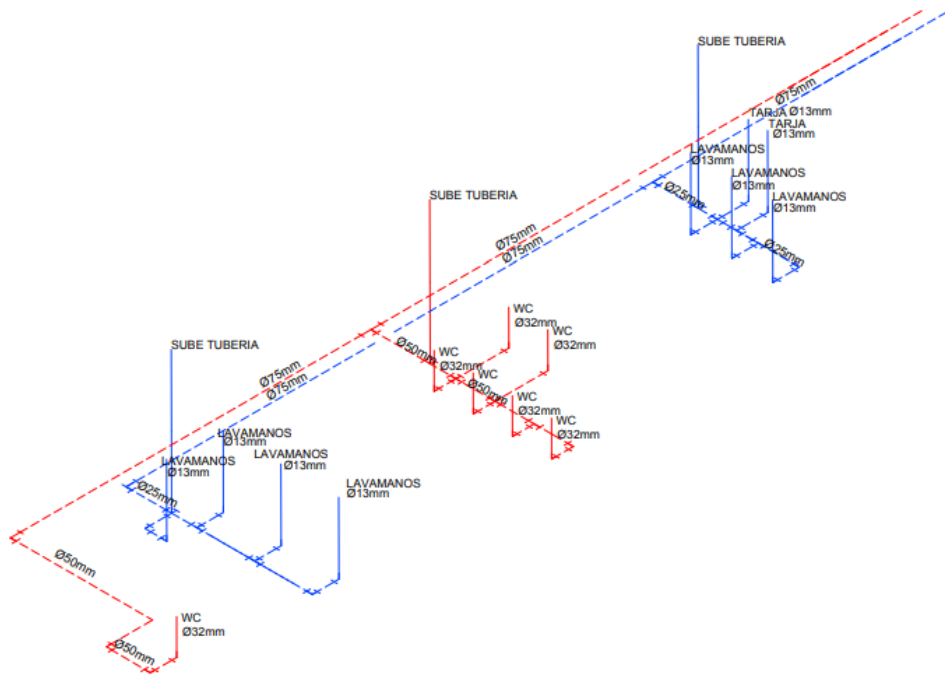 SUBE TUBERIA
Ø75mm
TARJA
Ø13mm
TARJA
Ø13mm
LAVAMANOS
Ø13mm
LAVAMANOS
Ø13mm
LAVAMANOS
Ø13mm
Ø25mm
Ø25mm
SUBE TUBERIA
Ø75mm
Ø75mm
WC
Ø32mm
WC
Ø32mm
Ø50mm
WC
Ø32mm
WC
Ø50mm
WC
Ø32mm
WC
Ø32mm
SUBE TUBERIA
Ø75mm
Ø75mm
LAVAMANOS
Ø13mm
LAVAMANOS
Ø13mm
LAVAMANOS
Ø13mm
LAVAMANOS
Ø13mm
Ø25mm
Ø50mm
WC
Ø32mm
Ø50mm